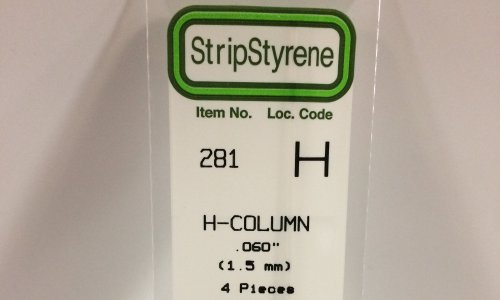 StripStyrene
Item No. Loc. Code
281 H
H-COLUMN
.060"
(1.5 mm)
4 Pieces